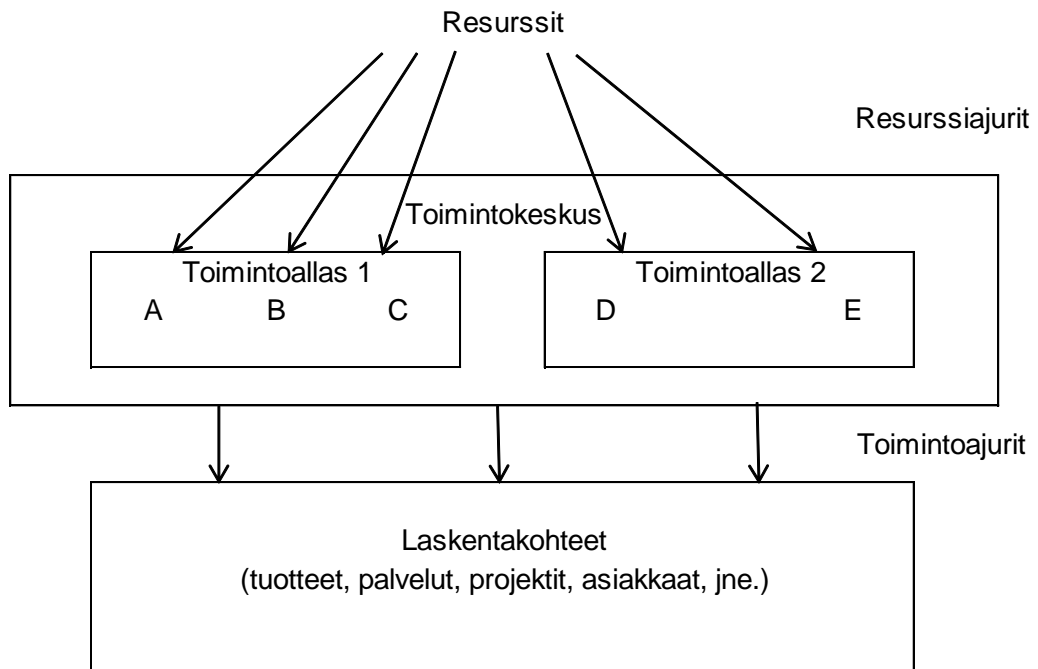 Resurssit
Resurssiajurit
Toimintokeskus
Toimintoallas 1
A B C
Toimintoallas 2
D E
Toimintoajurit
Laskentakohteet
(tuotteet, palvelut, projektit, asiakkaat, jne.)